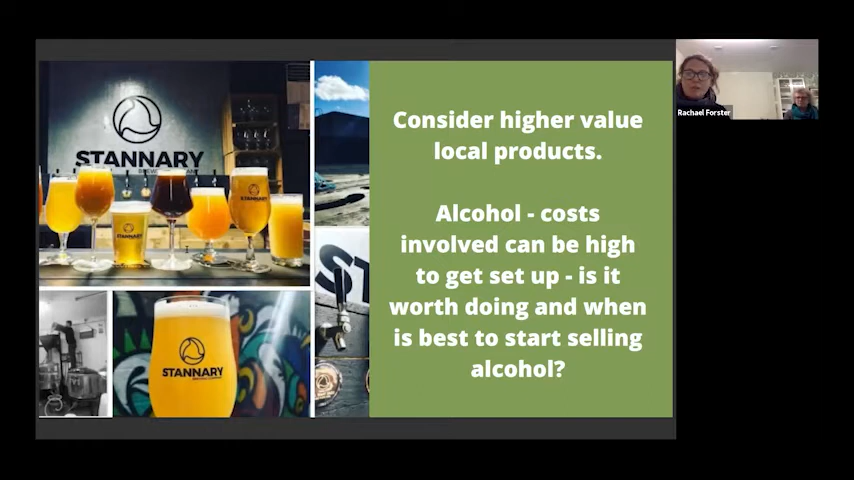 STANNARY
Consider higher value
local products.
Alcohol - costs
involved can be high
to get set up - is it
worth doing and when
is best to start selling
alcohol?
STANNARY
STANNARY
Rachael Forster